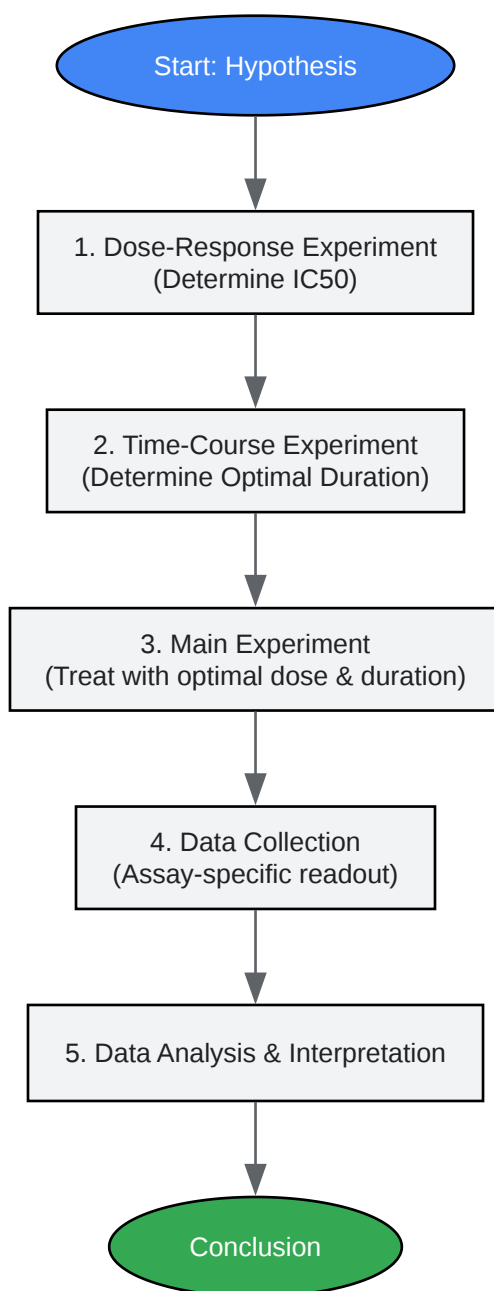 Start: Hypothesis
1. Dose-Response Experiment
(Determine IC50)
2. Time-Course Experiment
(Determine Optimal Duration)
3. Main Experiment
(Treat with optimal dose & duration)
4. Data Collection
(Assay-specific readout)
5. Data Analysis & Interpretation
Conclusion